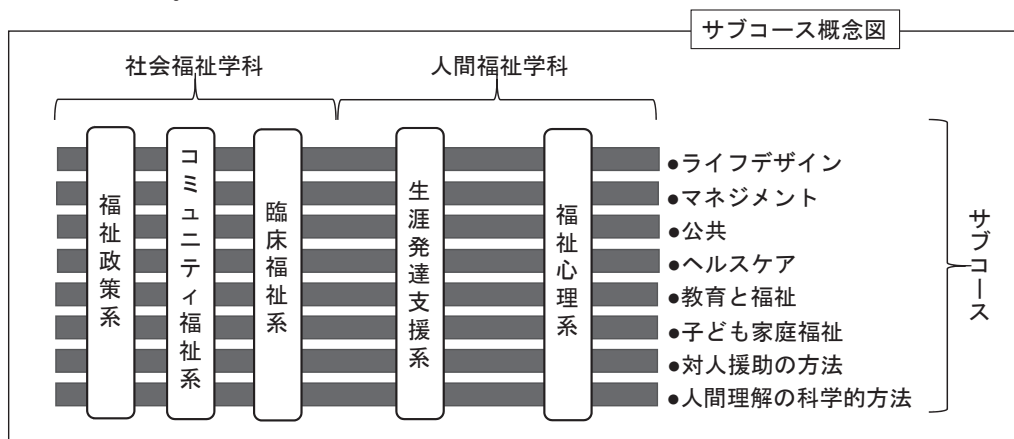 サブコース概念図
社会福祉学科
人間福祉学科
福祉政策系
コミュニティ福祉系
臨床福祉系
生涯発達支援系
福祉心理系
●ライフデザイン
●マネジメント
●公共
●ヘルスケア
●教育と福祉
●子ども家庭福祉
●対人援助の方法
●人間理解の科学的方法
サブコース